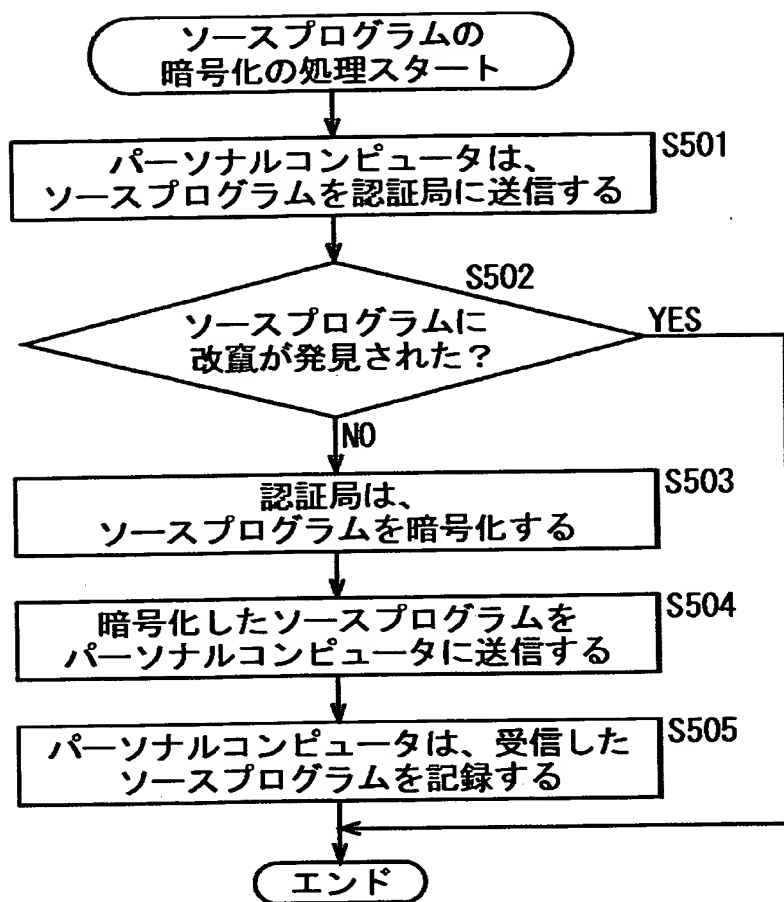 ソースプログラムの
暗号化の処理スタート
S501
パーソナルコンピュータは、
ソースプログラムを認証局に送信する
S502
ソースプログラムに
改竄が発見された?
YES
NO
S503
認証局は、
ソースプログラムを暗号化する
S504
暗号化したソースプログラムを
パーソナルコンピュータに送信する
S505
パーソナルコンピュータは、受信した
ソースプログラムを記録する
エンド